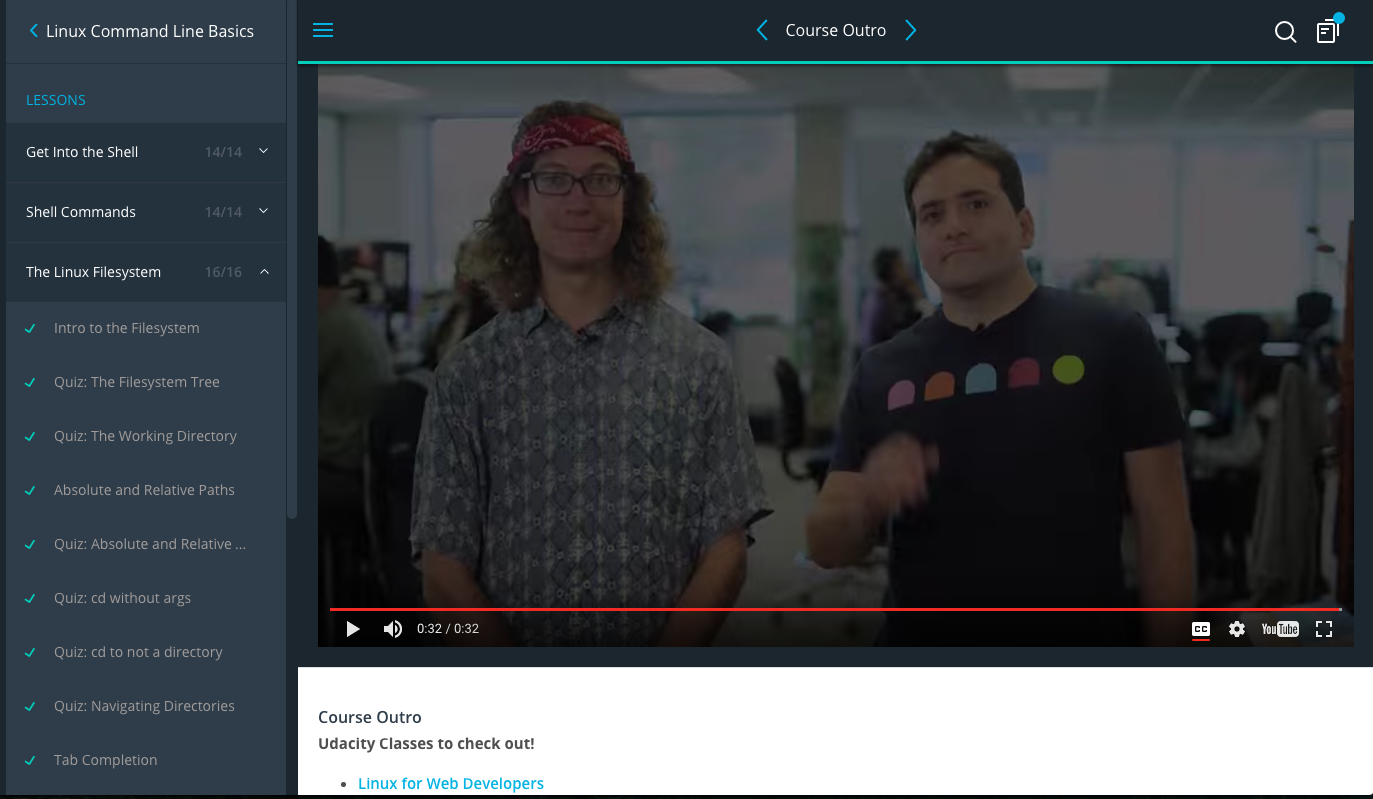 Linux Command Line Basics
Course Outro
LESSONS
Get Into the Shell 14/14
Shell Commands 14/14
The Linux Filesystem 16/16
Intro to the Filesystem
Quiz: The Filesystem Tree
Quiz: The Working Directory
Absolute and Relative Paths
Quiz: Absolute and Relative ...
Quiz: cd without args
Quiz: cd to not a directory
Quiz: Navigating Directories
Tab Completion
0:32 / 0:32
CC
YouTube
Course Outro
Udacity Classes to check out!
Linux for Web Developers